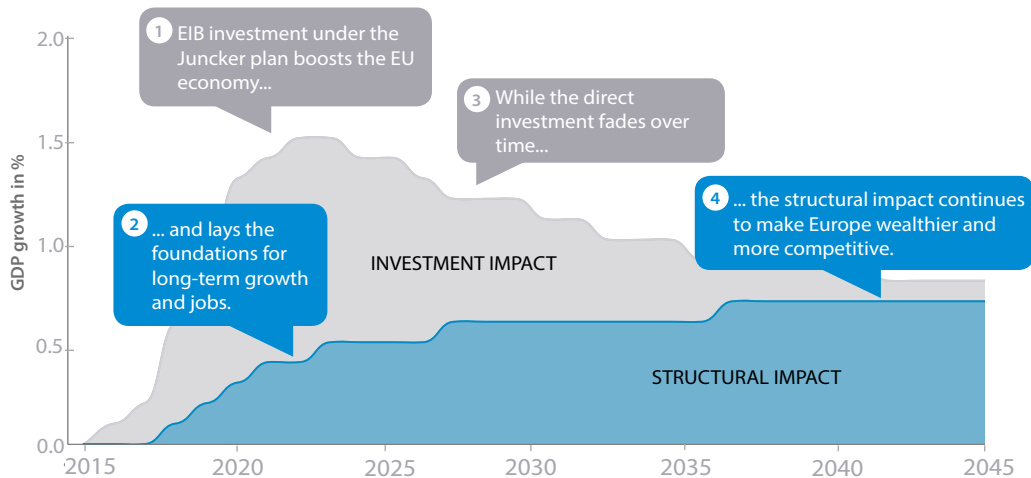 2.0
1.5
1.0
0.5
0.0
GDP growth in %
1 EIB investment under the
Juncker plan boosts the EU
economy...
2 ... and lays the
foundations for
long-term growth
and jobs.
3 While the direct
investment fades over
time...
4 ... the structural impact continues
to make Europe wealthier and
more competitive.
INVESTMENT IMPACT
STRUCTURAL IMPACT
2015
2020
2025
2030
2035
2040
2045